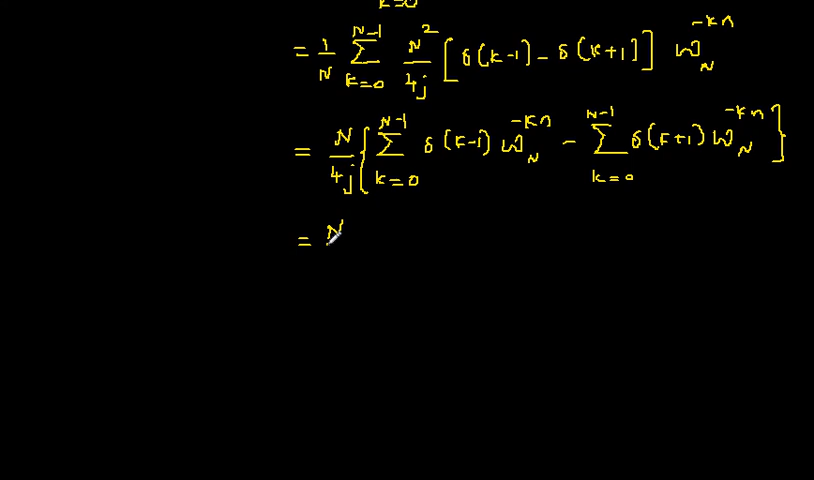 k=0
= 1/N ∑_{k=0}^{N-1} N²/4j [δ(k-1) - δ(k+1)] W_N^{-kn}
= N/4j { ∑_{k=0}^{N-1} δ(k-1) W_N^{-kn} - ∑_{k=0}^{N-1} δ(k+1) W_N^{-kn} }
= N